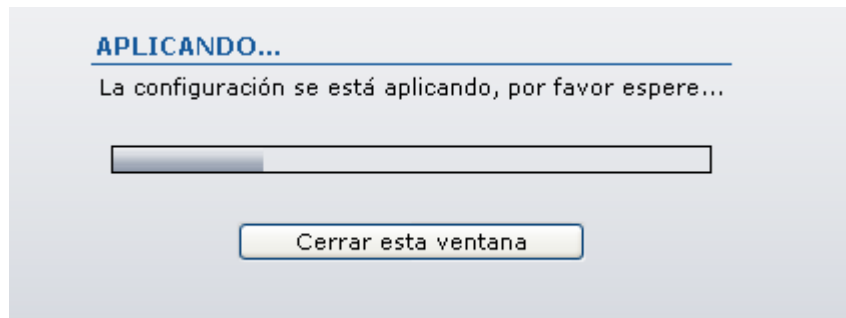 APLICANDO...
La configuración se está aplicando, por favor espere...
Cerrar esta ventana